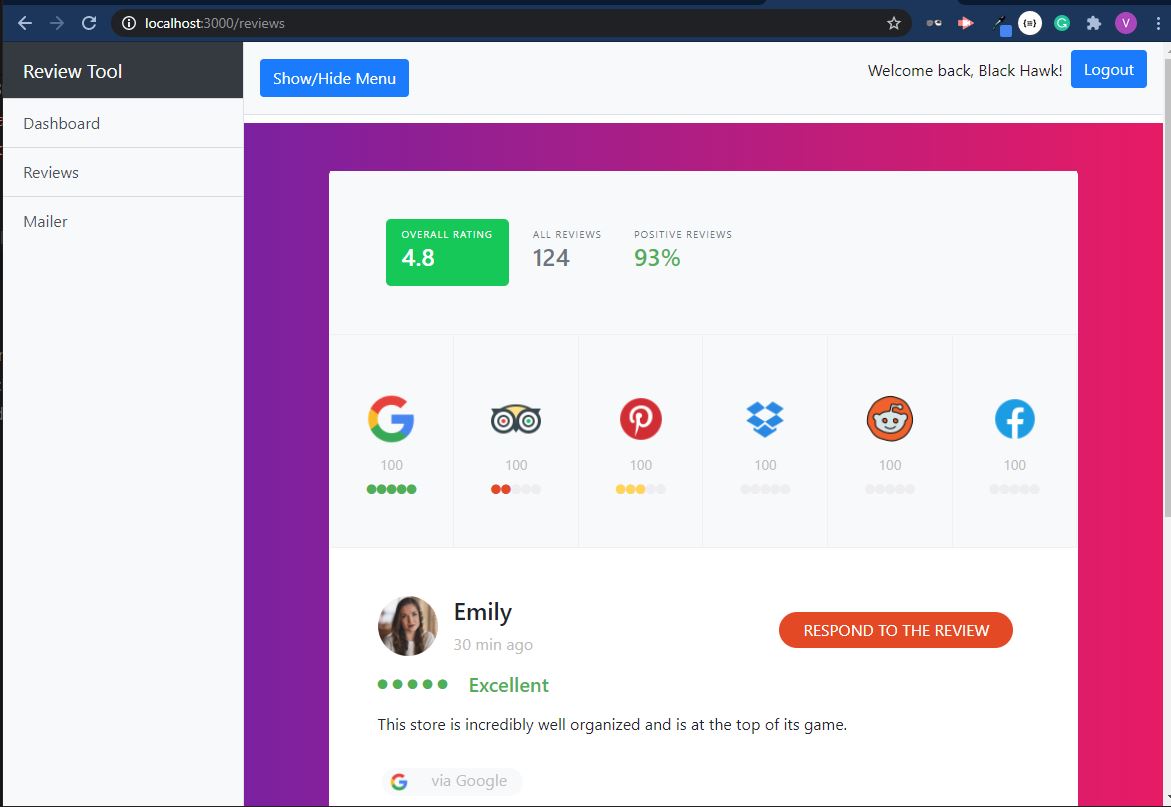 localhost:3000/reviews
V
Review Tool
Show/Hide Menu
Welcome back, Black Hawk!
Logout
Dashboard
Reviews
Mailer
OVERALL RATING
4.8
ALL REVIEWS
124
POSITIVE REVIEWS
93%
100
100
100
100
100
100
Emily
30 min ago
RESPOND TO THE REVIEW
Excellent
This store is incredibly well organized and is at the top of its game.
via Google